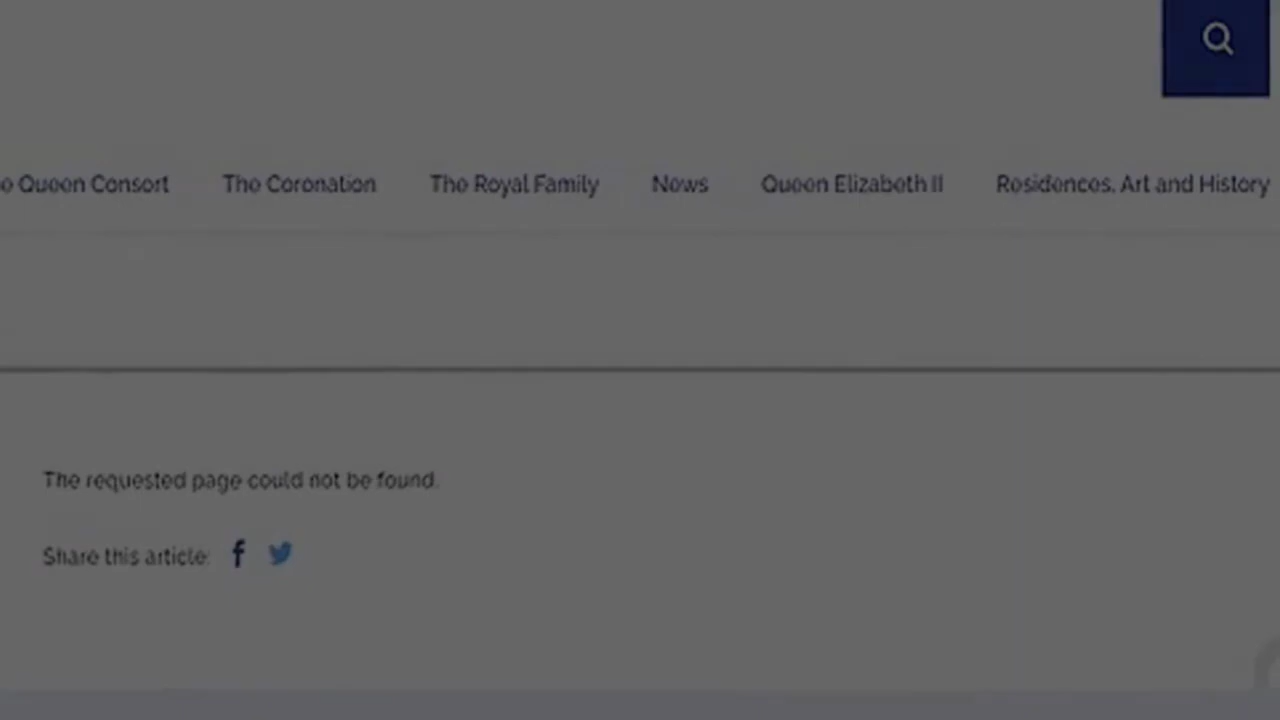 Queen Consort The Coronation The Royal Family News Queen Elizabeth II Residences, Art and History
The requested page could not be found.
Share this article: